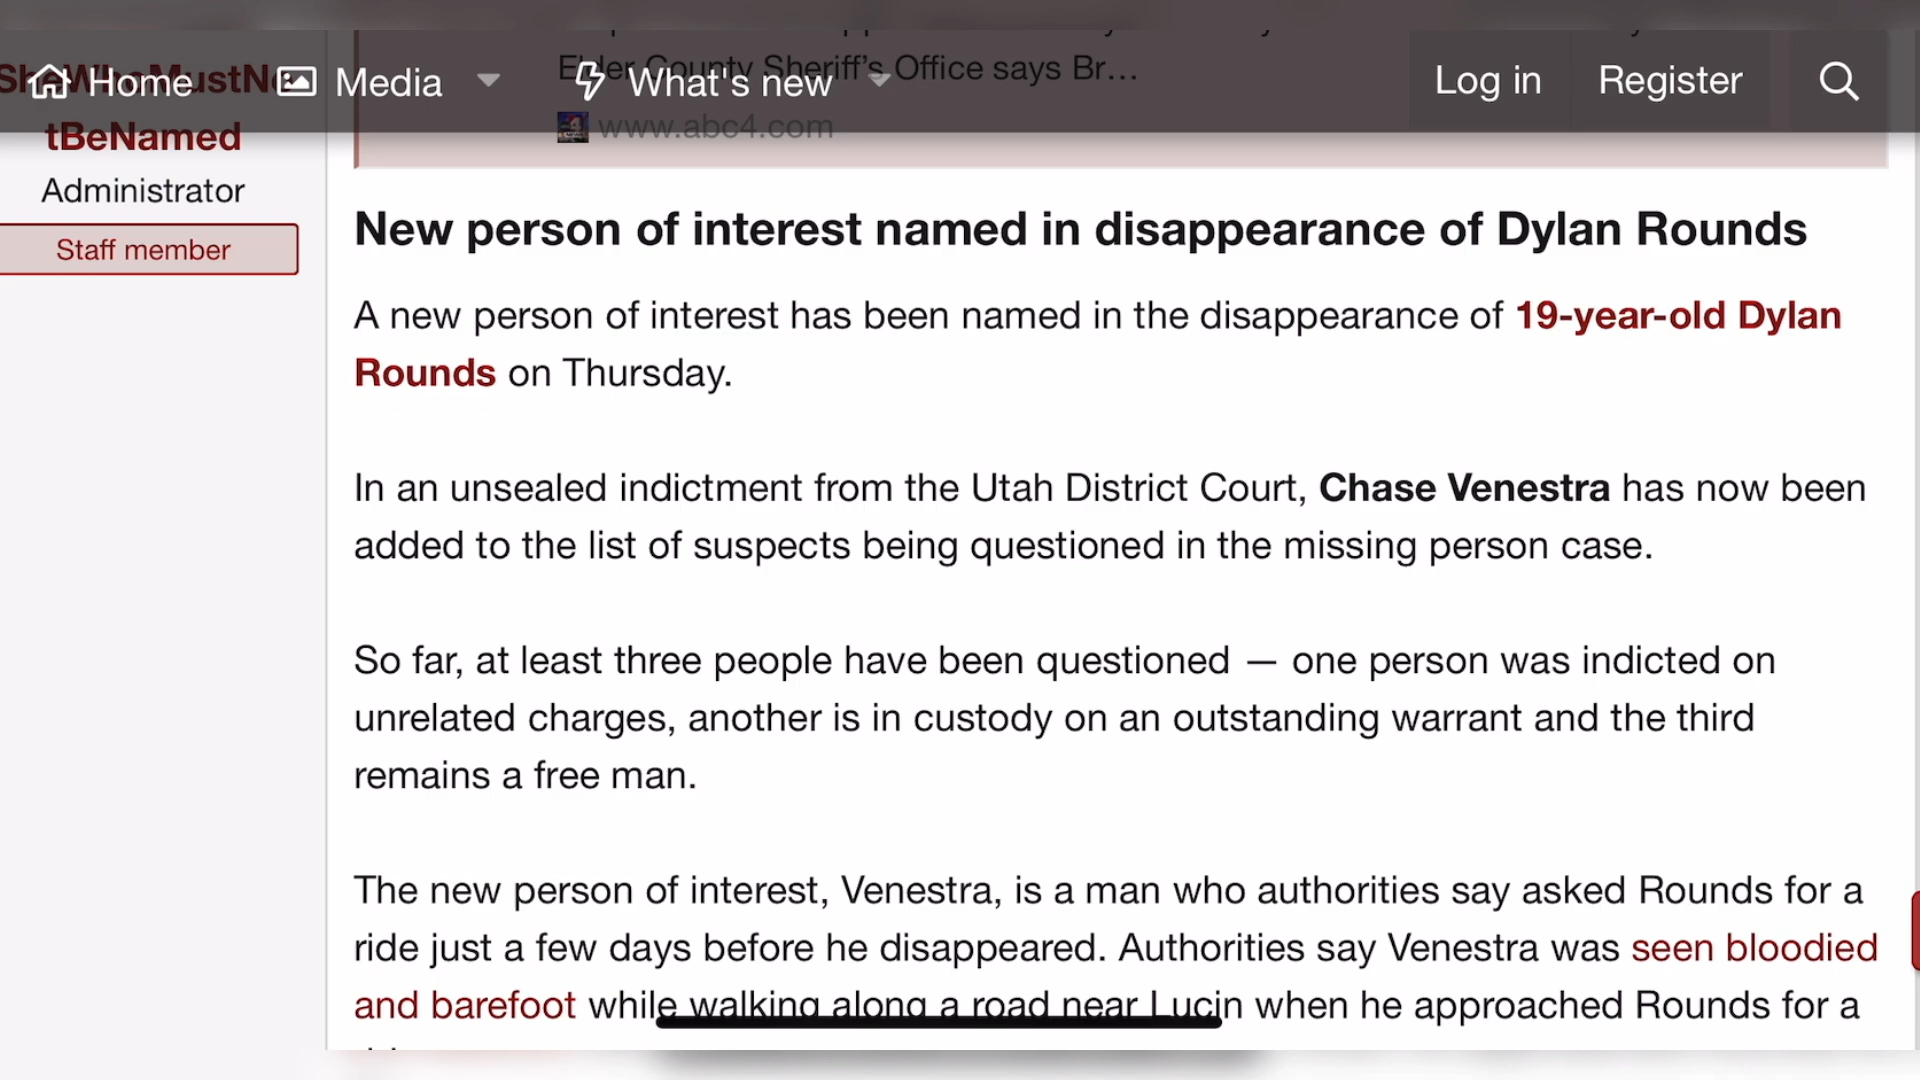 Elder County Sheriff’s Office says Br...
SheWhoMustNo
Home
Media
What's new
Log in
Register
www.abc4.com
tBeNamed
Administrator
Staff member
New person of interest named in disappearance of Dylan Rounds
A new person of interest has been named in the disappearance of 19-year-old Dylan
Rounds on Thursday.
In an unsealed indictment from the Utah District Court, Chase Venestra has now been
added to the list of suspects being questioned in the missing person case.
So far, at least three people have been questioned — one person was indicted on
unrelated charges, another is in custody on an outstanding warrant and the third
remains a free man.
The new person of interest, Venestra, is a man who authorities say asked Rounds for a
ride just a few days before he disappeared. Authorities say Venestra was seen bloodied
and barefoot while walking along a road near Lucin when he approached Rounds for a